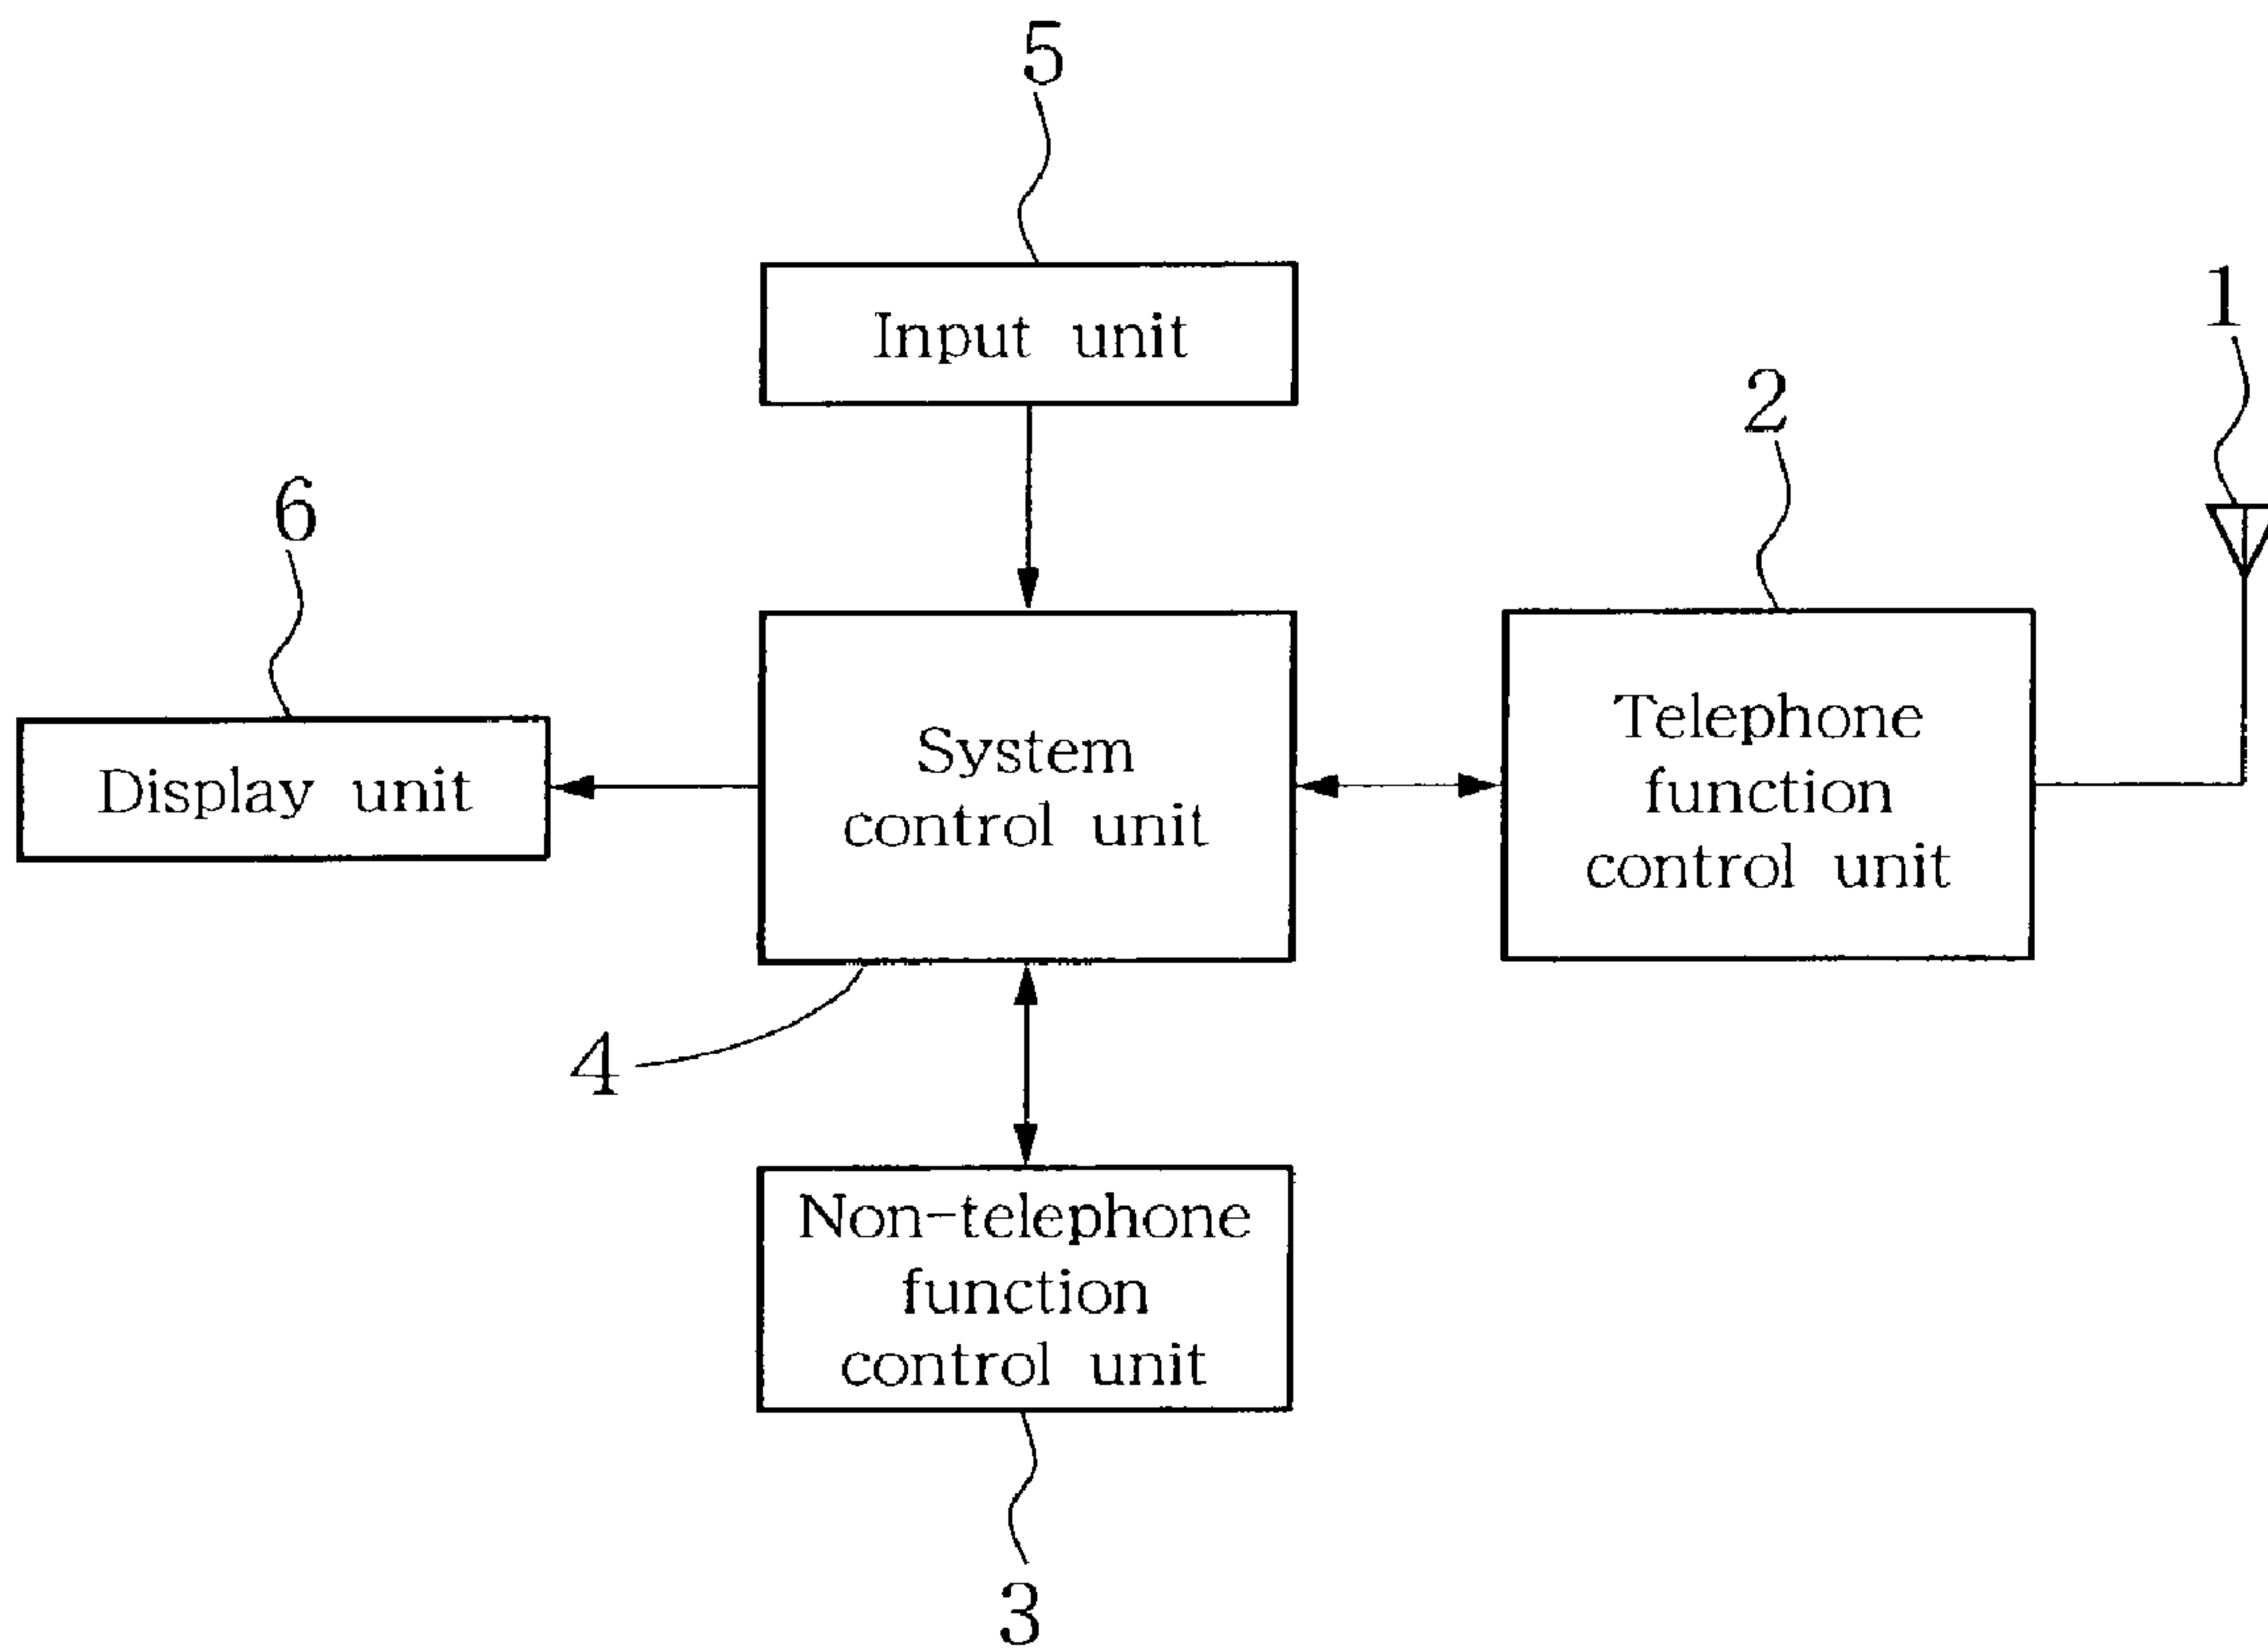 5
Input unit
1
2
6
System
control unit
Telephone
function
control unit
Display unit
4
Non-telephone
function
control unit
3